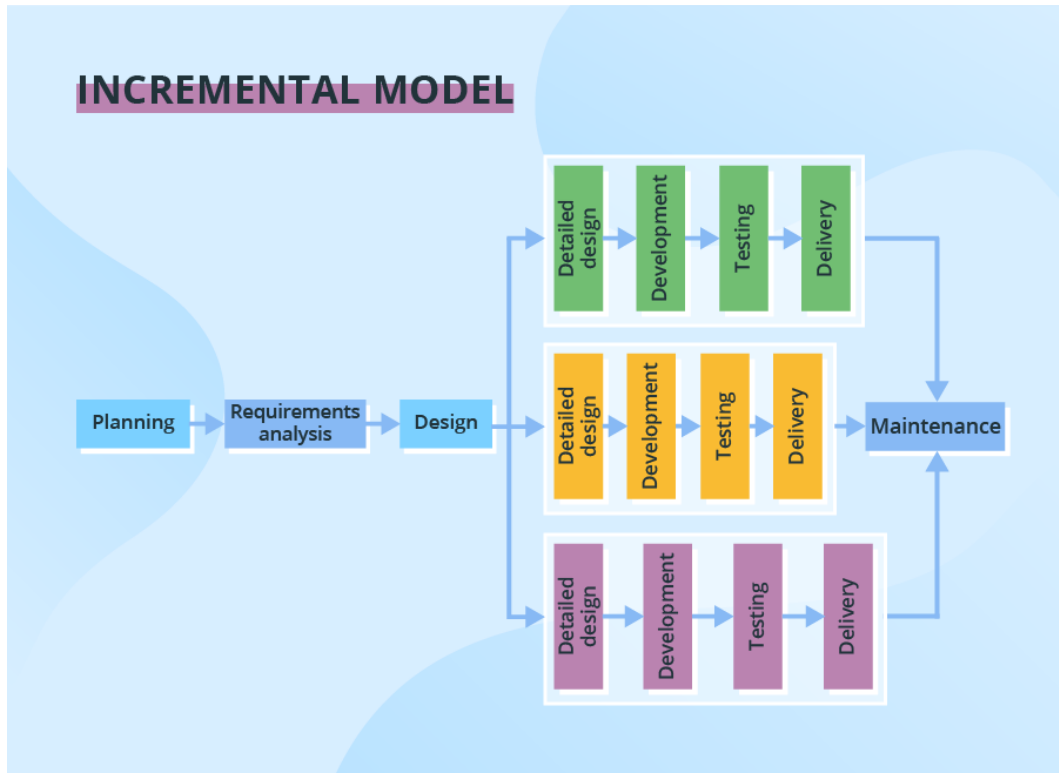 INCREMENTAL MODEL
Detailed
design
Development
Testing
Delivery
Planning
Requirements
analysis
Design
Detailed
design
Development
Testing
Delivery
Maintenance
Detailed
design
Development
Testing
Delivery